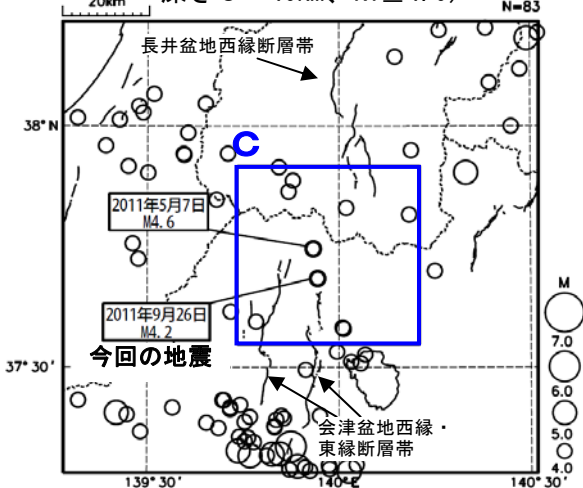 20km
N=83
長井盆地西縁断層帯
38°N
C
2011年5月7日
M4.6
2011年9月26日
M4.2
今回の地震
M
7.0
37°30'
6.0
会津盆地西縁・
東縁断層帯
5.0
4.0
139°30'
140°E
140°30'